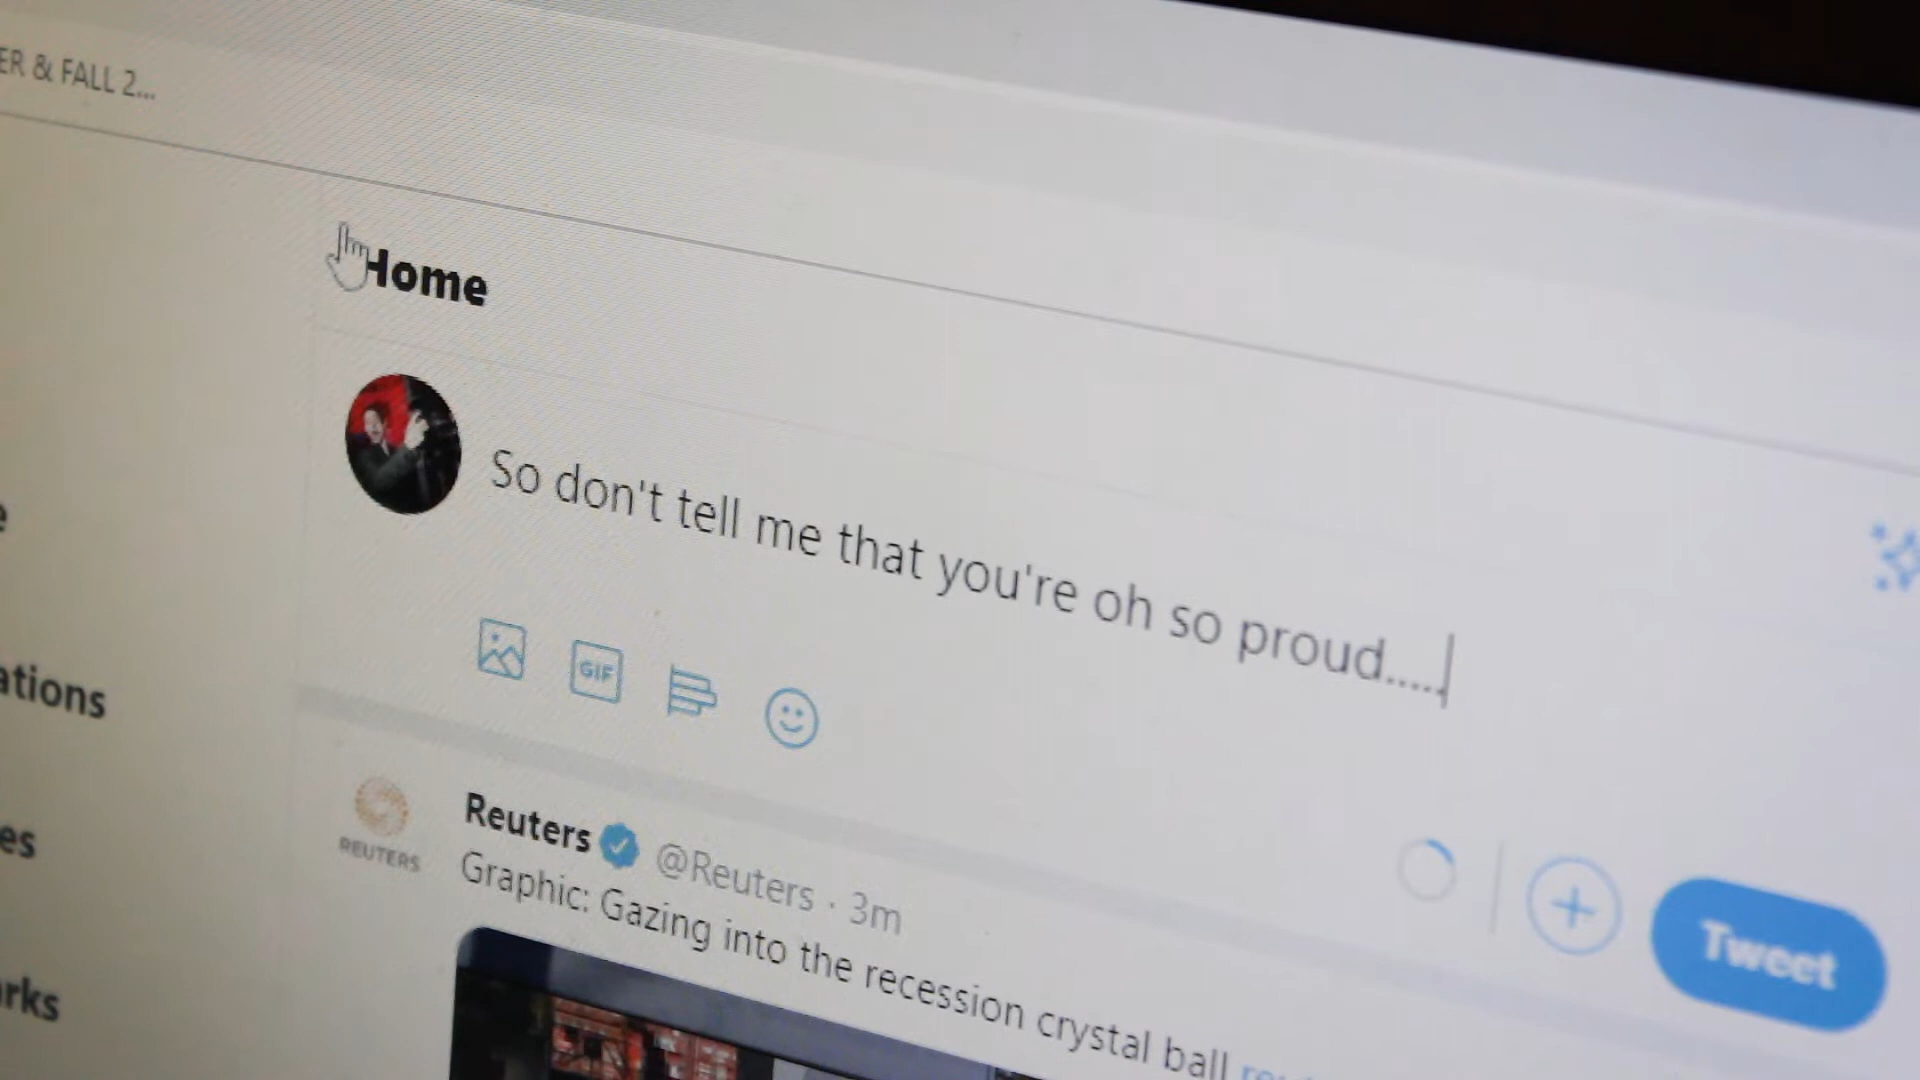 ER & FALL 2...
Home
So don't tell me that you're oh so proud.....
GIF
Reuters @Reuters · 3m
REUTERS
Graphic: Gazing into the recession crystal ball
Tweet
ations
es
rks